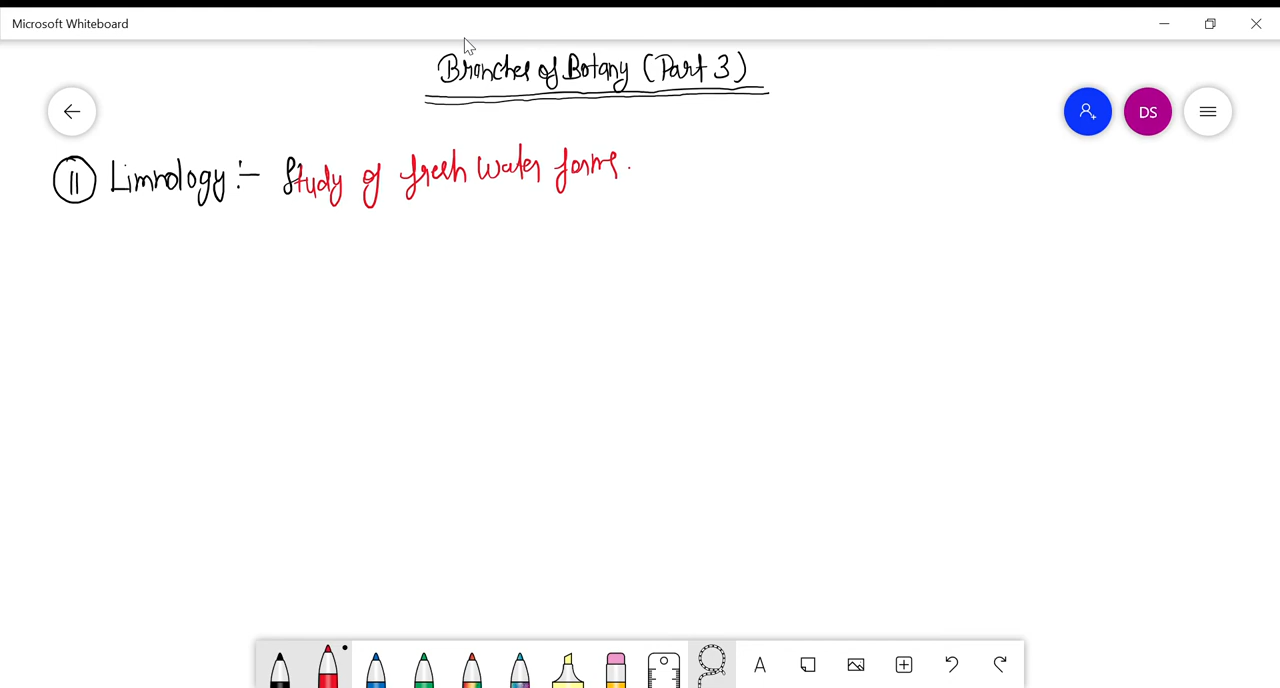 Microsoft Whiteboard
Branches of Botany (Part 3)
DS
11 Limnology :- Study of fresh water forms.
A